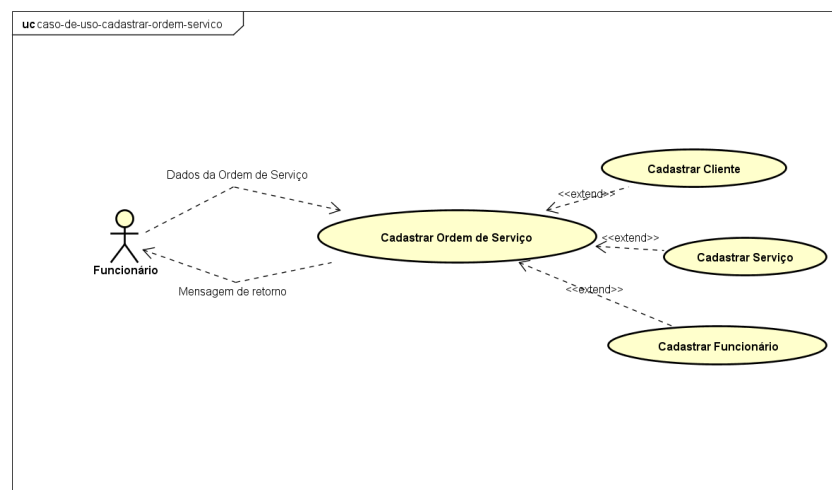 uc caso-de-uso-cadastrar-ordem-servico
Dados da Ordem de Serviço
Cadastrar Cliente
<<extend>>
Cadastrar Ordem de Serviço
<<extend>>
Cadastrar Serviço
Funcionário
Mensagem de retorno
<<extend>>
Cadastrar Funcionário